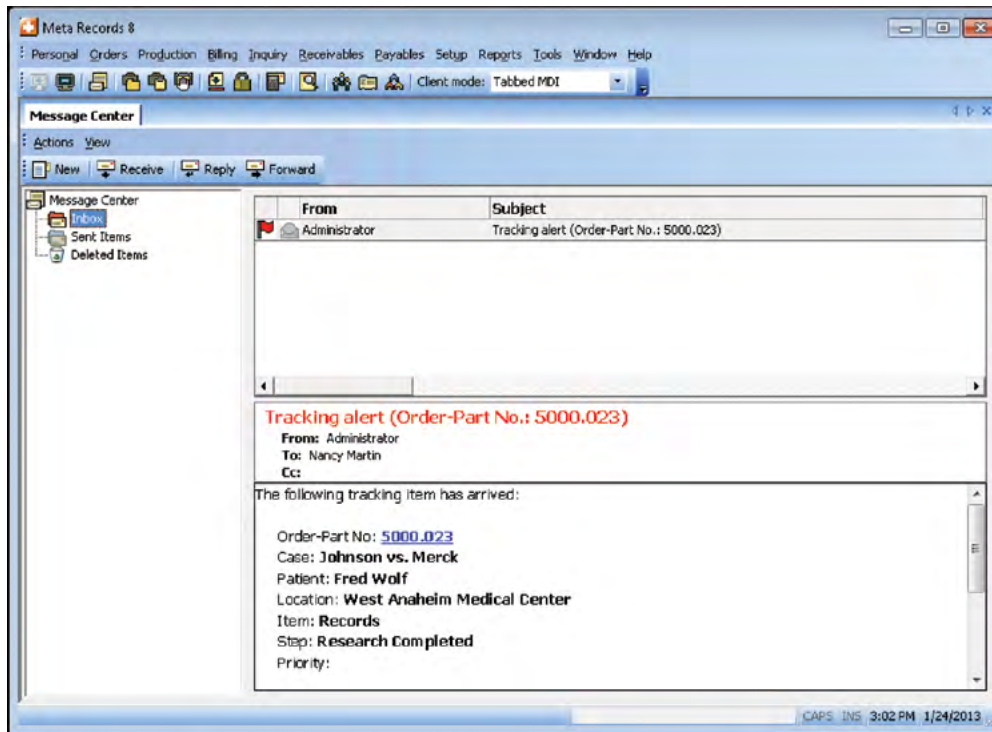 Meta Records 8
Personal Orders Production Billing Inquiry Receivables Payables Setup Reports Tools Window Help
Client mode: Tabbed MDI
Message Center
Actions View
New Receive Reply Forward
Message Center
Inbox
Sent Items
Deleted Items
From Subject
Administrator Tracking alert (Order-Part No.: 5000.023)
Tracking alert (Order-Part No.: 5000.023)
From: Administrator
To: Nancy Martin
Cc:
The following tracking item has arrived:
Order-Part No: 5000.023
Case: Johnson vs. Merck
Patient: Fred Wolf
Location: West Anaheim Medical Center
Item: Records
Step: Research Completed
Priority:
CAPS INS 3:02 PM 1/24/2013